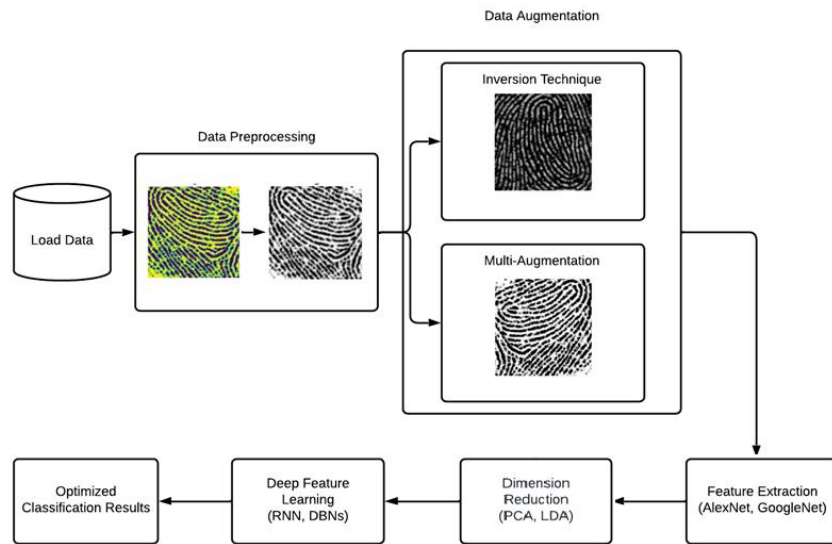 Data Augmentation
Inversion Technique
Data Preprocessing
Load Data
Multi-Augmentation
Optimized
Classification Results
Deep Feature
Learning
(RNN, DBNs)
Dimension
Reduction
(PCA, LDA)
Feature Extraction
(AlexNet, GoogleNet)